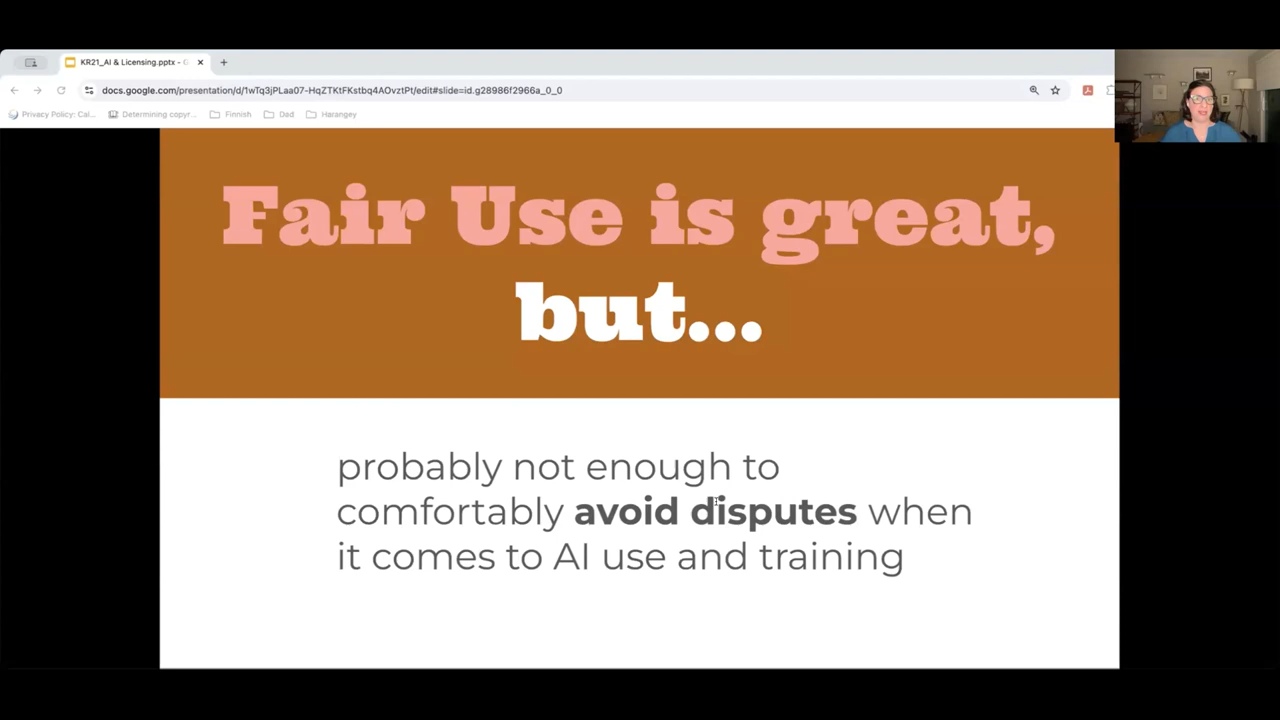 KR21_AI & Licensing.pptx - G
docs.google.com/presentation/d/1wTq3jPLaa07-HqZTKtFKstbq4AOvztPt/edit#slide=id.g28986f2966a_0_0
Privacy Policy: Cal... Determining copyr... Finnish Dad Harangey
Fair Use is great,
but...
probably not enough to
comfortably avoid disputes when
it comes to AI use and training